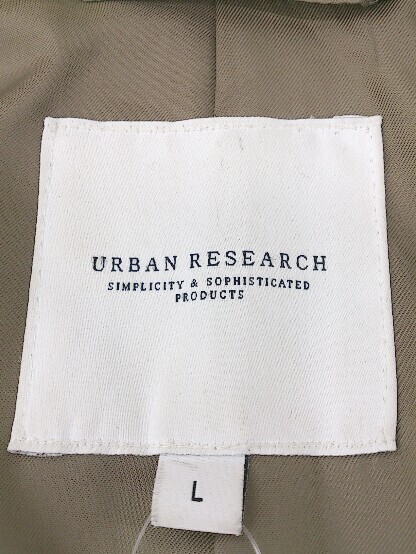 URBAN RESEARCH
SIMPLICITY & SOPHISTICATED
PRODUCTS
L